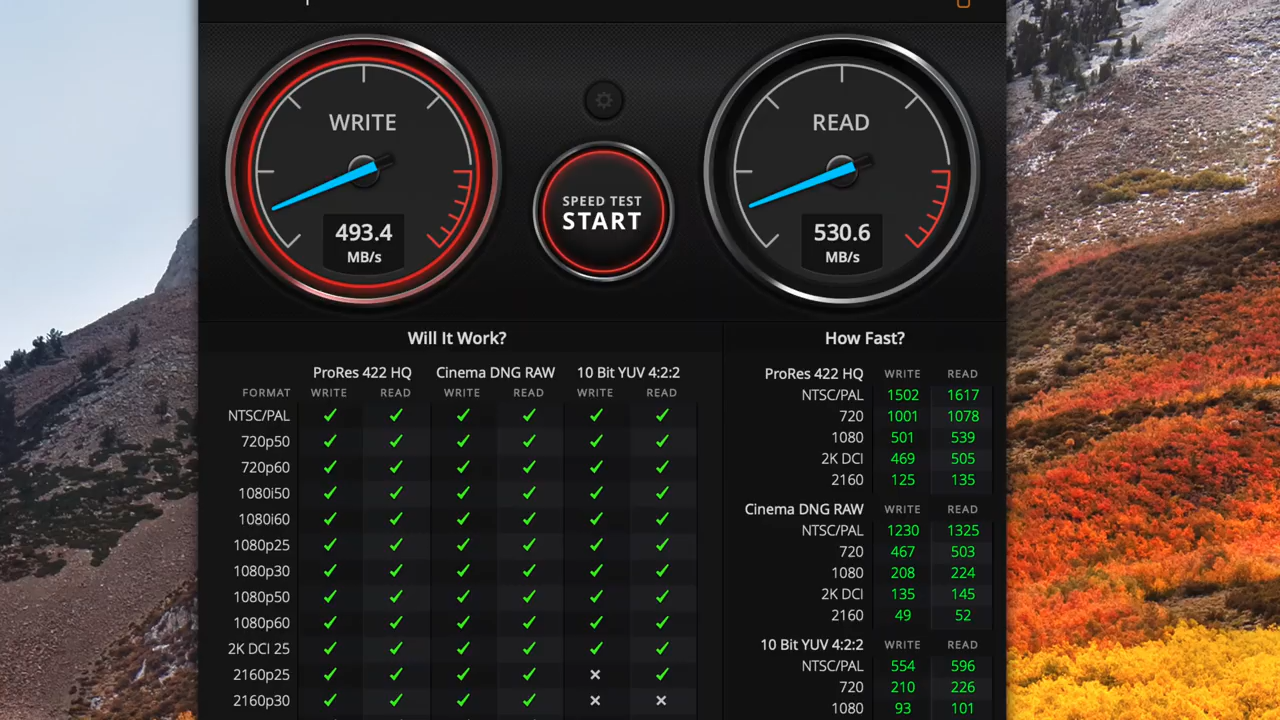 WRITE
493.4
MB/s
SPEED TEST
START
READ
530.6
MB/s
Will It Work?
ProRes 422 HQ Cinema DNG RAW 10 Bit YUV 4:2:2
FORMAT WRITE READ WRITE READ WRITE READ
NTSC/PAL ✓ ✓ ✓ ✓ ✓ ✓
720p50 ✓ ✓ ✓ ✓ ✓ ✓
720p60 ✓ ✓ ✓ ✓ ✓ ✓
1080i50 ✓ ✓ ✓ ✓ ✓ ✓
1080i60 ✓ ✓ ✓ ✓ ✓ ✓
1080p25 ✓ ✓ ✓ ✓ ✓ ✓
1080p30 ✓ ✓ ✓ ✓ ✓ ✓
1080p50 ✓ ✓ ✓ ✓ ✓ ✓
1080p60 ✓ ✓ ✓ ✓ ✓ ✓
2K DCI 25 ✓ ✓ ✓ ✓ ✓ ✓
2160p25 ✓ ✓ ✓ ✓ × ✓
2160p30 ✓ ✓ ✓ ✓ × ×
How Fast?
ProRes 422 HQ WRITE READ
NTSC/PAL 1502 1617
720 1001 1078
1080 501 539
2K DCI 469 505
2160 125 135
Cinema DNG RAW WRITE READ
NTSC/PAL 1230 1325
720 467 503
1080 208 224
2K DCI 135 145
2160 49 52
10 Bit YUV 4:2:2 WRITE READ
NTSC/PAL 554 596
720 210 226
1080 93 101